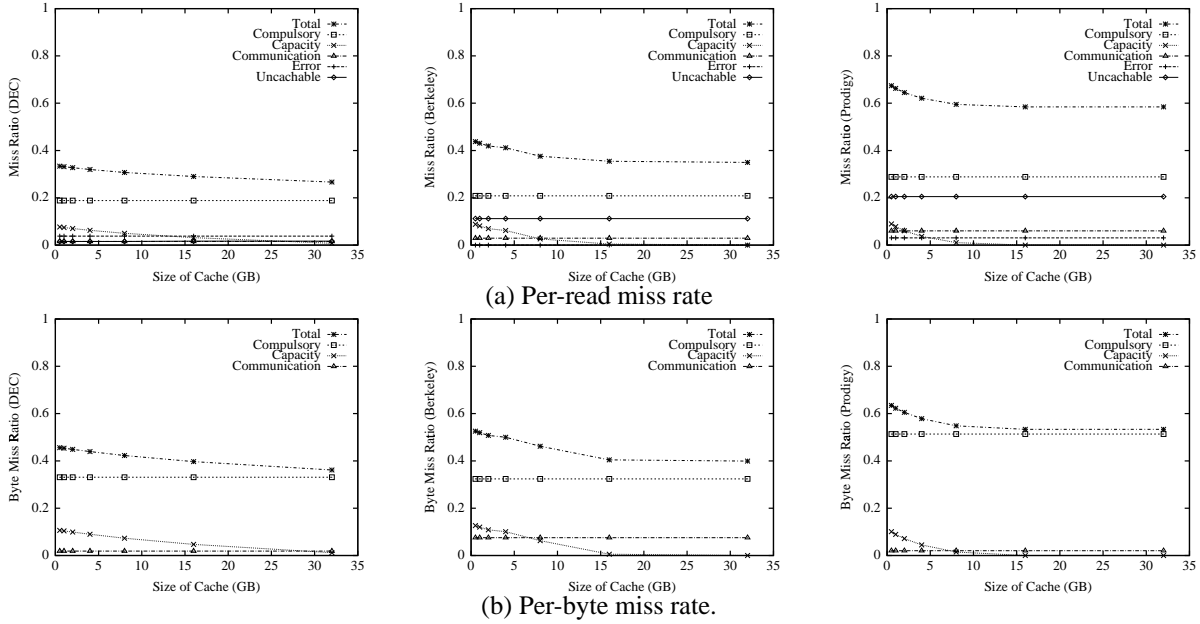 Miss Ratio (DEC)
1
0.8
0.6
0.4
0.2
0
0 5 10 15 20 25 30 35
Size of Cache (GB)
Total
Compulsory
Capacity
Communication
Error
Uncachable
Miss Ratio (Berkeley)
1
0.8
0.6
0.4
0.2
0
0 5 10 15 20 25 30 35
Size of Cache (GB)
Total
Compulsory
Capacity
Communication
Error
Uncachable
Miss Ratio (Prodigy)
1
0.8
0.6
0.4
0.2
0
0 5 10 15 20 25 30 35
Size of Cache (GB)
Total
Compulsory
Capacity
Communication
Error
Uncachable
(a) Per-read miss rate
Byte Miss Ratio (DEC)
1
0.8
0.6
0.4
0.2
0
0 5 10 15 20 25 30 35
Size of Cache (GB)
Total
Compulsory
Capacity
Communication
Byte Miss Ratio (Berkeley)
1
0.8
0.6
0.4
0.2
0
0 5 10 15 20 25 30 35
Size of Cache (GB)
Total
Compulsory
Capacity
Communication
Byte Miss Ratio (Prodigy)
1
0.8
0.6
0.4
0.2
0
0 5 10 15 20 25 30 35
Size of Cache (GB)
Total
Compulsory
Capacity
Communication
(b) Per-byte miss rate.